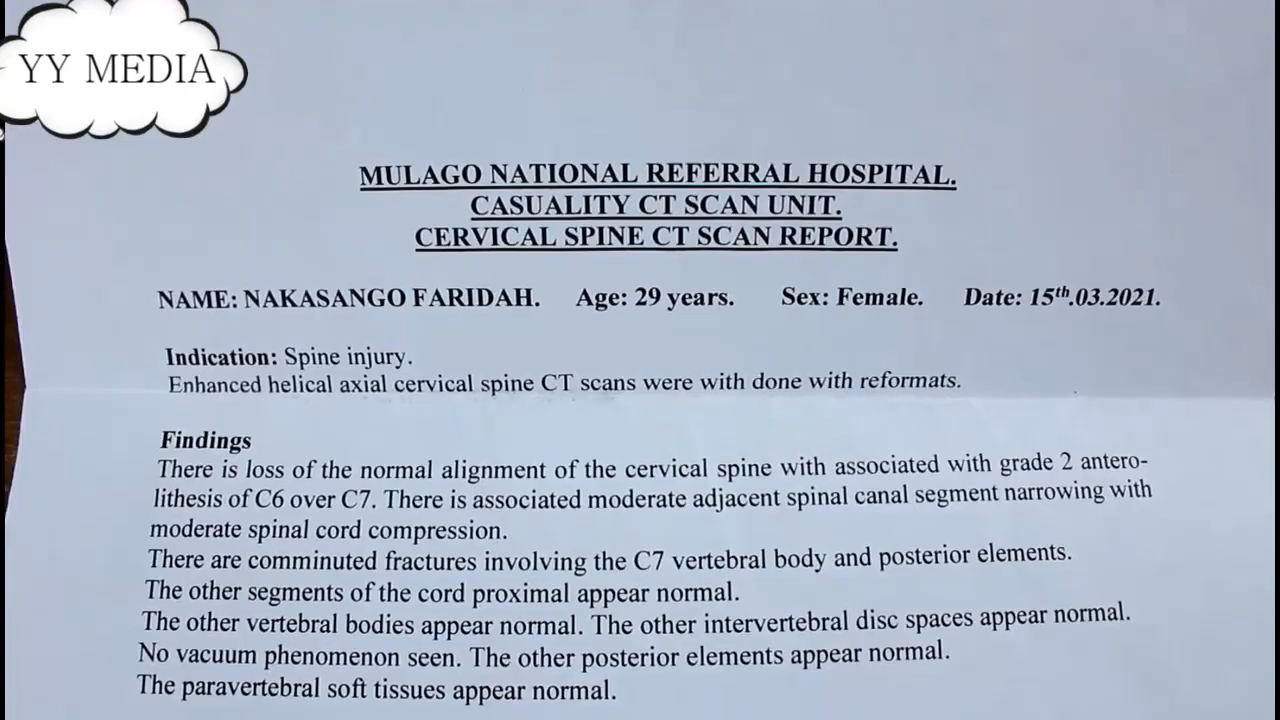 YY MEDIA
MULAGO NATIONAL REFERRAL HOSPITAL.
CASUALITY CT SCAN UNIT.
CERVICAL SPINE CT SCAN REPORT.
NAME: NAKASANGO FARIDAH. Age: 29 years. Sex: Female. Date: 15th.03.2021.
Indication: Spine injury.
Enhanced helical axial cervical spine CT scans were with done with reformats.
Findings
There is loss of the normal alignment of the cervical spine with associated with grade 2 antero-
lithesis of C6 over C7. There is associated moderate adjacent spinal canal segment narrowing with
moderate spinal cord compression.
There are comminuted fractures involving the C7 vertebral body and posterior elements.
The other segments of the cord proximal appear normal.
The other vertebral bodies appear normal. The other intervertebral disc spaces appear normal.
No vacuum phenomenon seen. The other posterior elements appear normal.
The paravertebral soft tissues appear normal.